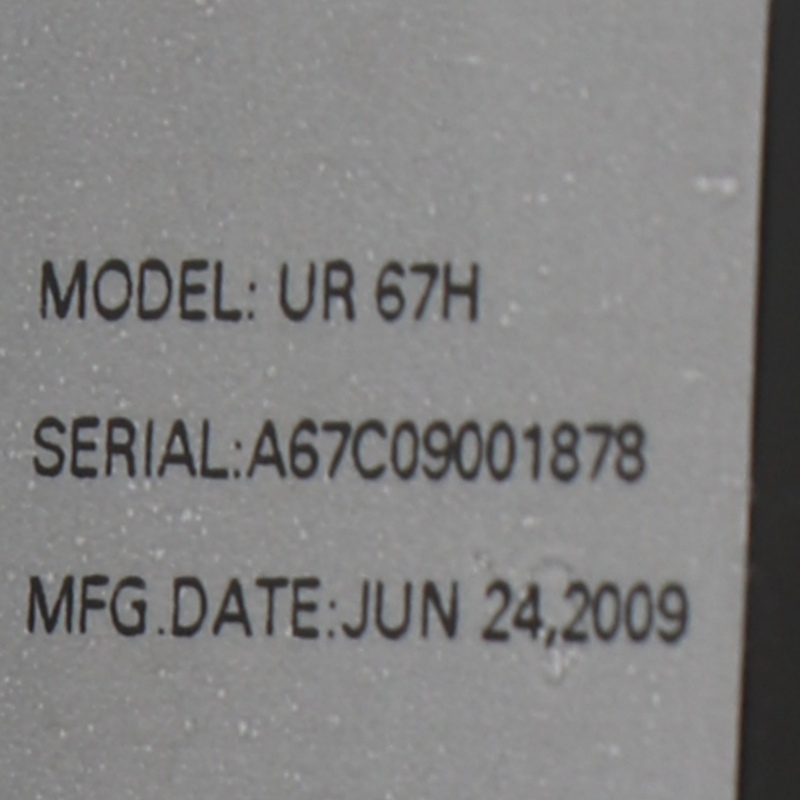 MODEL: UR 67H
SERIAL:A67C09001878
MFG.DATE:JUN 24,2009